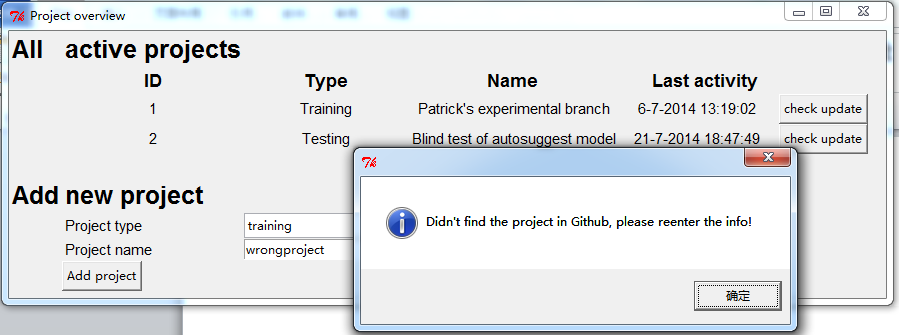 Project overview
All active projects
ID Type Name Last activity
1 Training Patrick's experimental branch 6-7-2014 13:19:02 check update
2 Testing Blind test of autosuggest model 21-7-2014 18:47:49 check update
Add new project
Project type training
Project name wrongproject
Add project
Didn't find the project in Github, please reenter the info!
确定